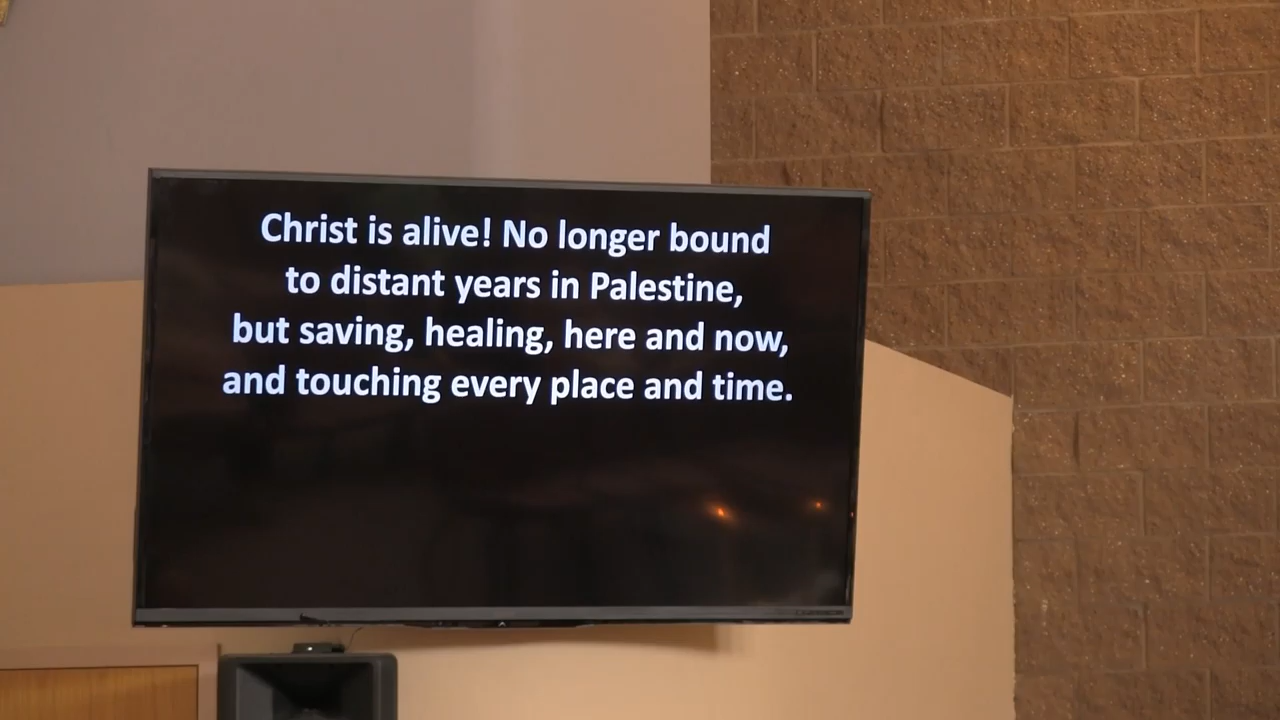 Christ is alive! No longer bound
to distant years in Palestine,
but saving, healing, here and now,
and touching every place and time.